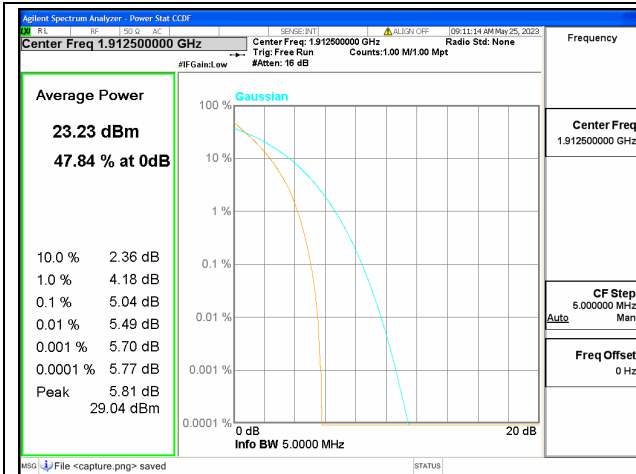 Agilent Spectrum Analyzer - Power Stat CCDF
RL RF 50 Ω AC SENSE:INT ALIGN OFF 09:11:14 AM May 25, 2023
Center Freq 1.912500000 GHz
Center Freq: 1.912500000 GHz Radio Std: None
Trig: Free Run Counts:1.00 M/1.00 Mpt
#IFGain:Low #Atten: 16 dB
Frequency
Average Power
23.23 dBm
47.84 % at 0dB
10.0 % 2.36 dB
1.0 % 4.18 dB
0.1 % 5.04 dB
0.01 % 5.49 dB
0.001 % 5.70 dB
0.0001 % 5.77 dB
Peak 5.81 dB
29.04 dBm
Gaussian
100 %
10 %
1 %
0.1 %
0.01 %
0.001 %
0.0001 %
0 dB 20 dB
Info BW 5.0000 MHz
Center Freq
1.912500000 GHz
CF Step
5.000000 MHz
Auto Man
Freq Offset
0 Hz
MSG File <capture.png> saved STATUS